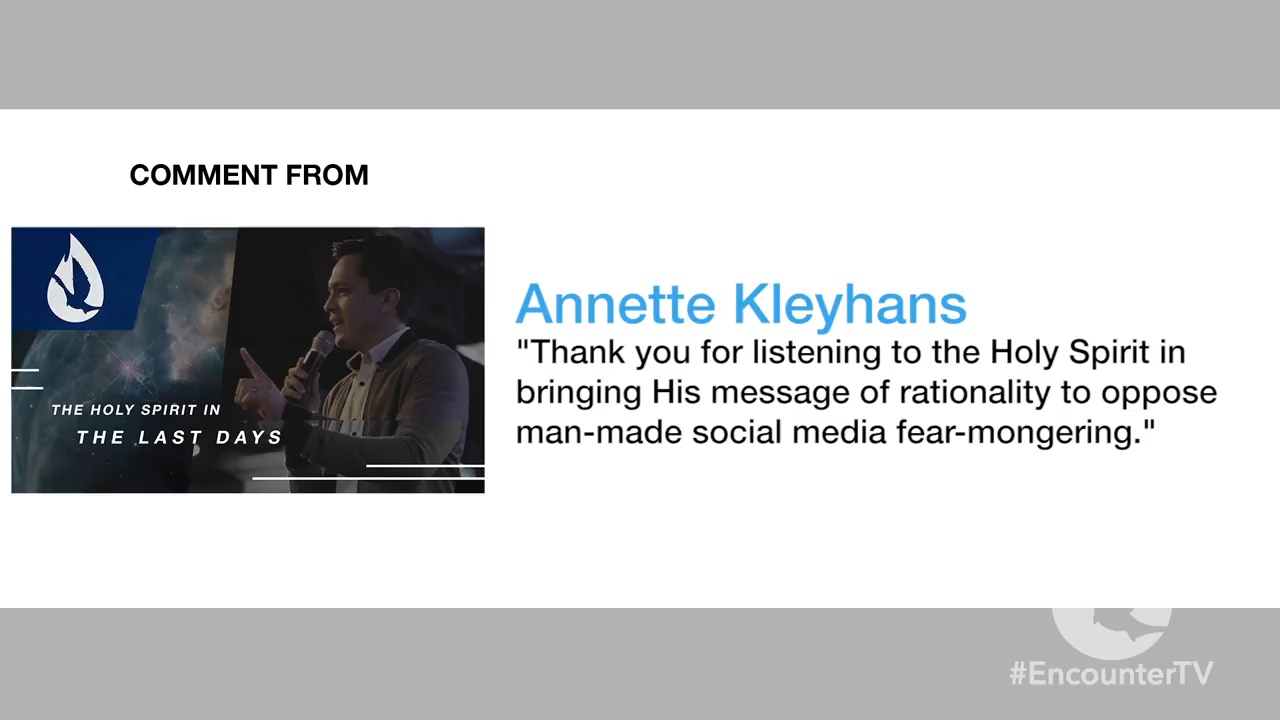 COMMENT FROM
THE HOLY SPIRIT IN
THE LAST DAYS
Annette Kleyhans
"Thank you for listening to the Holy Spirit in
bringing His message of rationality to oppose
man-made social media fear-mongering."
#EncounterTV